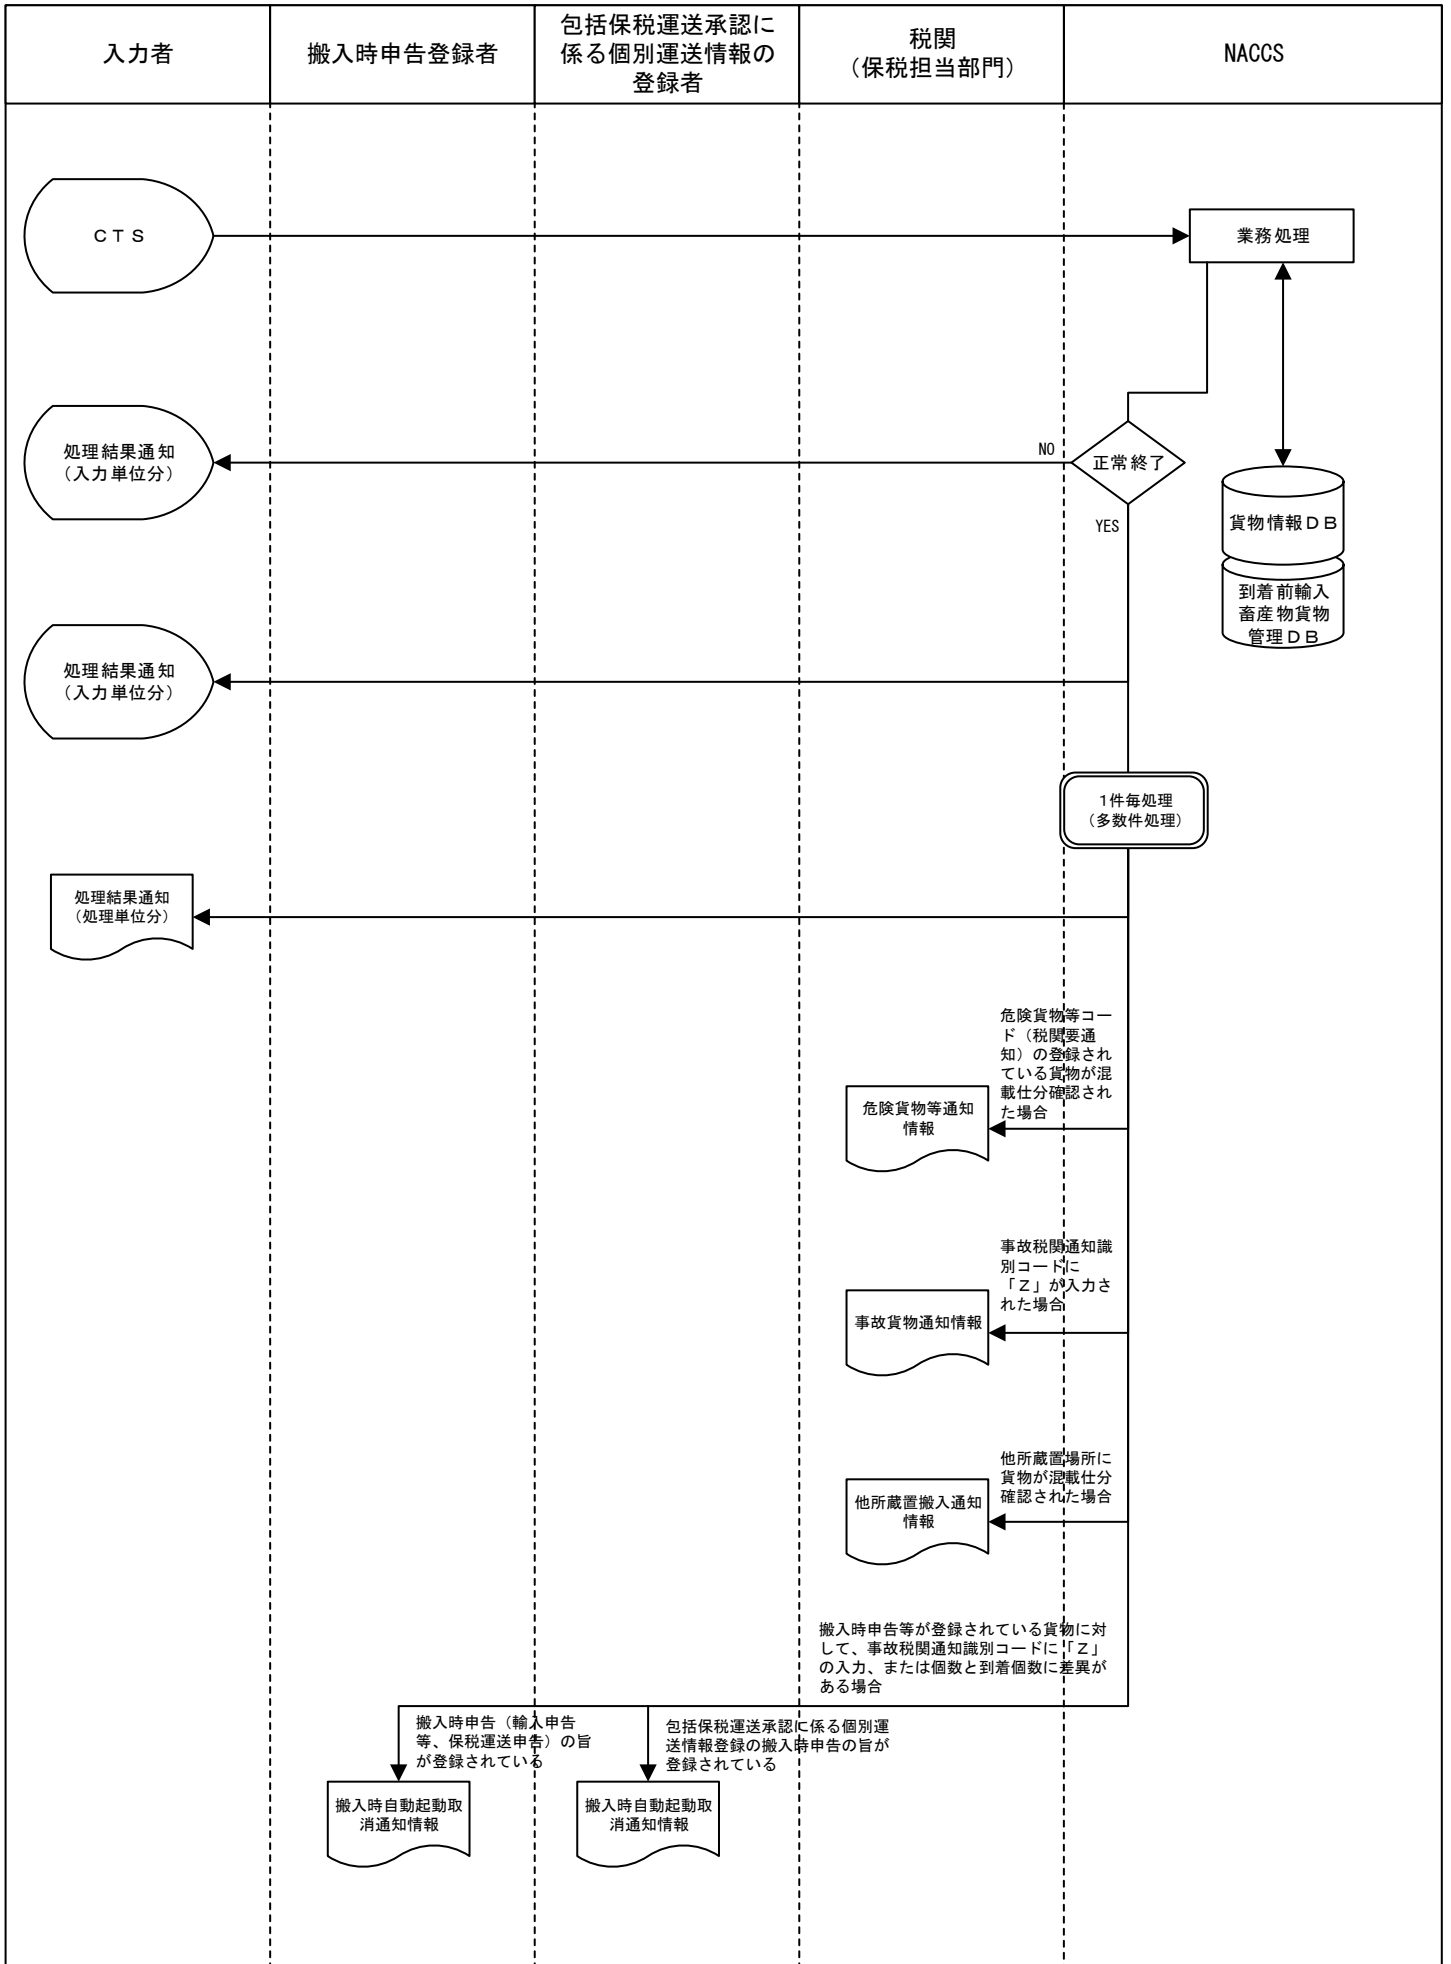 入力者
搬入時申告登録者
包括保税運送承認に
係る個別運送情報の
登録者
税関
（保税担当部門）
NACCS
ＣＴＳ
業務処理
処理結果通知
（入力単位分）
NO
正常終了
YES
貨物情報ＤＢ
到着前輸入
畜産物貨物
管理ＤＢ
処理結果通知
（入力単位分）
1件毎処理
（多数件処理）
処理結果通知
（処理単位分）
危険貨物等コー
ド（税関要通
知）の登録され
ている貨物が混
載仕分確認され
た場合
危険貨物等通知
情報
事故税関通知識
別コードに
「Ｚ」が入力さ
れた場合
事故貨物通知情報
他所蔵置場所に
貨物が混載仕分
確認された場合
他所蔵置搬入通知
情報
搬入時申告等が登録されている貨物に対
して、事故税関通知識別コードに「Ｚ」
の入力、または個数と到着個数に差異が
ある場合
搬入時申告（輸入申告
等、保税運送申告）の旨
が登録されている
包括保税運送承認に係る個別運
送情報登録の搬入時申告の旨が
登録されている
搬入時自動起動取
消通知情報
搬入時自動起動取
消通知情報